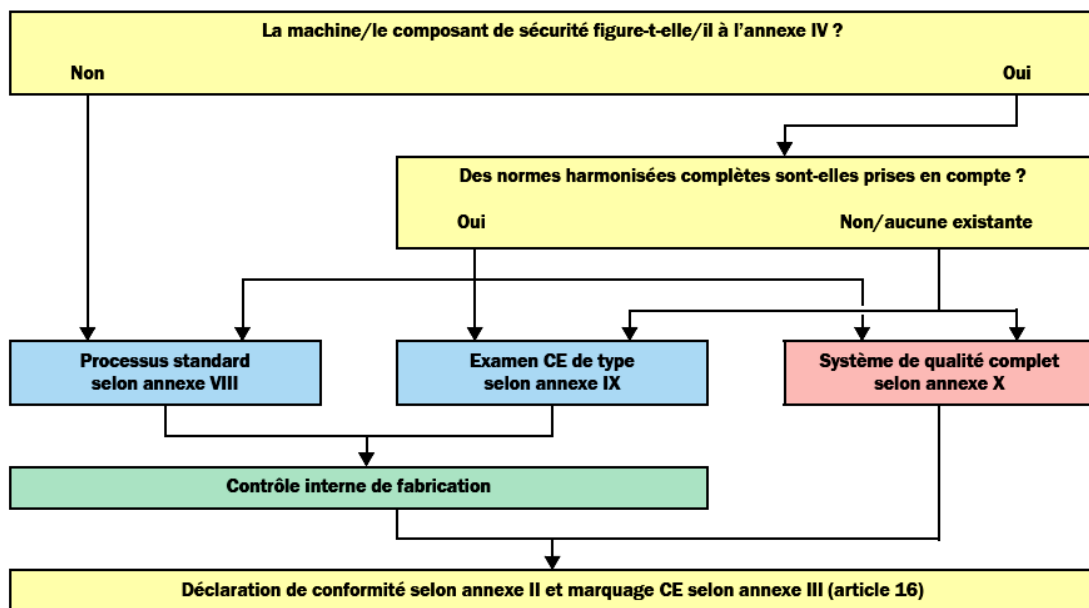 La machine/le composant de sécurité figure-t-elle/il à l'annexe IV ?
Non
Oui
Des normes harmonisées complètes sont-elles prises en compte ?
Oui
Non/aucune existante
Processus standard
selon annexe VIII
Examen CE de type
selon annexe IX
Système de qualité complet
selon annexe X
Contrôle interne de fabrication
Déclaration de conformité selon annexe II et marquage CE selon annexe III (article 16)